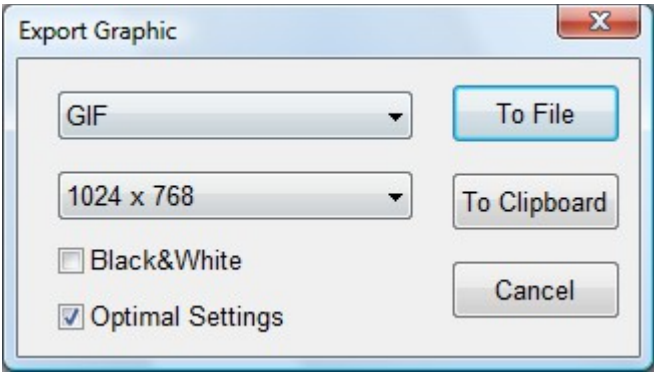 Export Graphic
GIF
To File
1024 x 768
To Clipboard
Black&White
Optimal Settings
Cancel